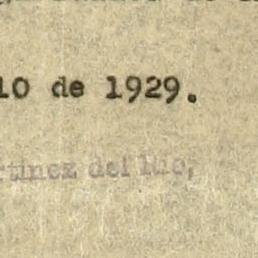 10 de 1929.
rtinez del Rio,